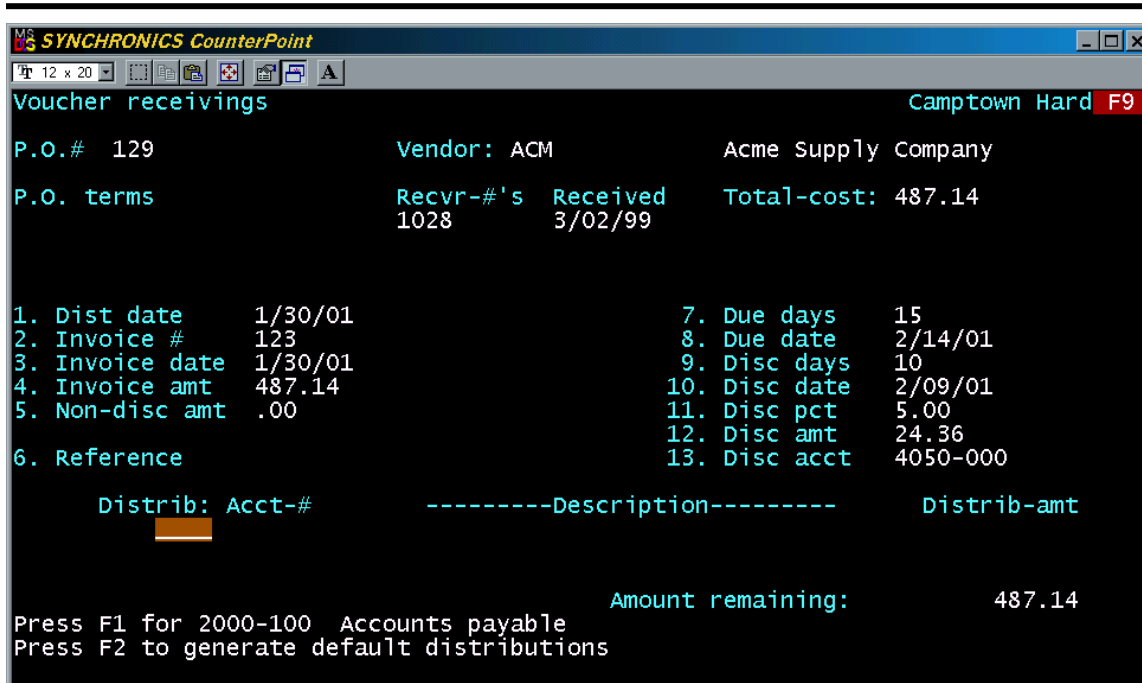 MS DOS SYNCHRONICS CounterPoint
Tr 12 x 20 A
Voucher receivings Camptown Hard F9
P.O.# 129 Vendor: ACM Acme Supply Company
P.O. terms Recvr-#'s Received Total-cost: 487.14
1028 3/02/99
1. Dist date 1/30/01 7. Due days 15
2. Invoice # 123 8. Due date 2/14/01
3. Invoice date 1/30/01 9. Disc days 10
4. Invoice amt 487.14 10. Disc date 2/09/01
5. Non-disc amt .00 11. Disc pct 5.00
12. Disc amt 24.36
6. Reference 13. Disc acct 4050-000
Distrib: Acct-# ---------Description--------- Distrib-amt
Amount remaining: 487.14
Press F1 for 2000-100 Accounts payable
Press F2 to generate default distributions